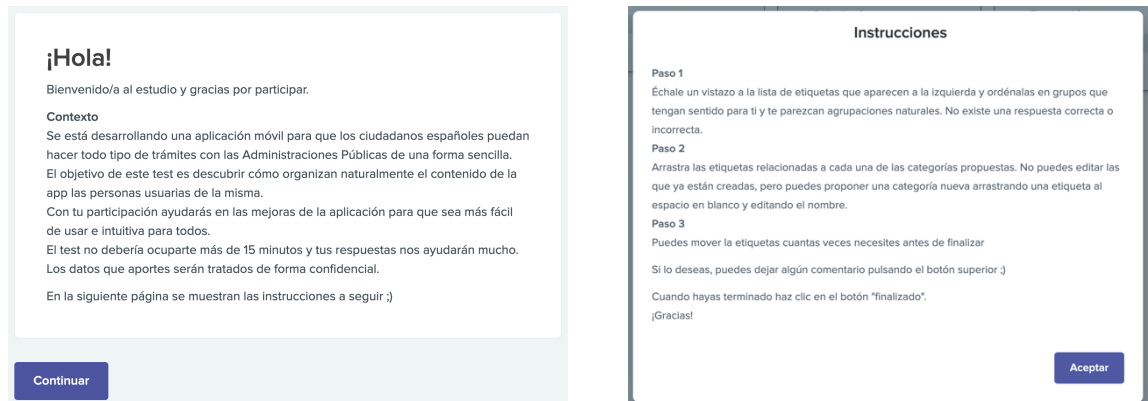 ¡Hola!
Bienvenido/a al estudio y gracias por participar.
Contexto
Se está desarrollando una aplicación móvil para que los ciudadanos españoles puedan
hacer todo tipo de trámites con las Administraciones Públicas de una forma sencilla.
El objetivo de este test es descubrir cómo organizan naturalmente el contenido de la
app las personas usuarias de la misma.
Con tu participación ayudarás en las mejoras de la aplicación para que sea más fácil
de usar e intuitiva para todos.
El test no debería ocuparte más de 15 minutos y tus respuestas nos ayudarán mucho.
Los datos que aportes serán tratados de forma confidencial.
En la siguiente página se muestran las instrucciones a seguir ;)
Continuar
Instrucciones
Paso 1
Échale un vistazo a la lista de etiquetas que aparecen a la izquierda y ordénalas en grupos que
tengan sentido para ti y te parezcan agrupaciones naturales. No existe una respuesta correcta o
incorrecta.
Paso 2
Arrastra las etiquetas relacionadas a cada una de las categorías propuestas. No puedes editar las
que ya están creadas, pero puedes proponer una categoría nueva arrastrando una etiqueta al
espacio en blanco y editando el nombre.
Paso 3
Puedes mover la etiquetas cuantas veces necesites antes de finalizar
Si lo deseas, puedes dejar algún comentario pulsando el botón superior ;)
Cuando hayas terminado haz clic en el botón "finalizado".
¡Gracias!
Aceptar